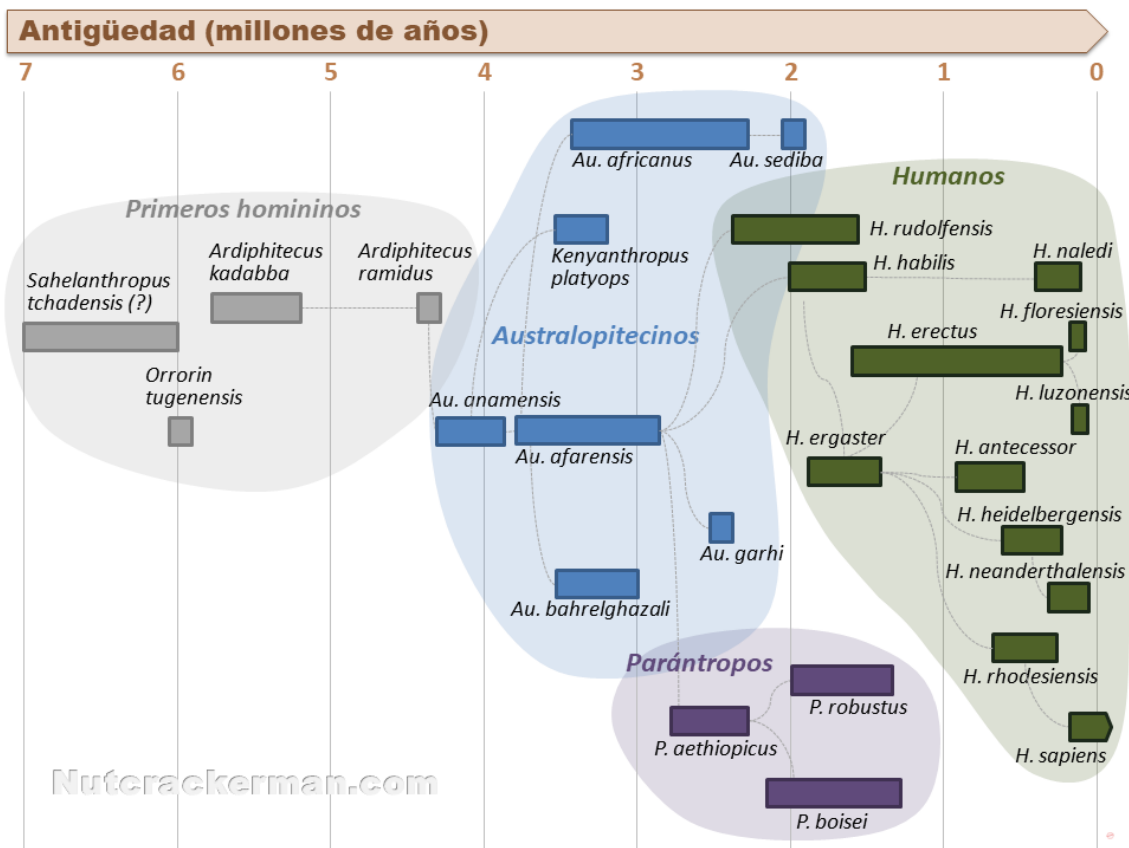 Antigüedad (millones de años)
7 6 5 4 3 2 1 0
Au. africanus
Au. sediba
Humanos
Primeros homininos
H. rudolfensis
Kenyanthropus
platyops
Ardiphitecus
kadabba
Ardiphitecus
ramidus
H. habilis
H. naledi
Sahelanthropus
tchadensis (?)
H. floresiensis
Australopitecinos
H. erectus
Orrorin
tugenensis
Au. anamensis
H. luzonensis
Au. afarensis
H. ergaster
H. antecessor
H. heidelbergensis
Au. garhi
H. neanderthalensis
Au. bahrelghazali
Parántropos
H. rhodesiensis
P. robustus
P. aethiopicus
H. sapiens
Nutcrackerman.com
P. boisei